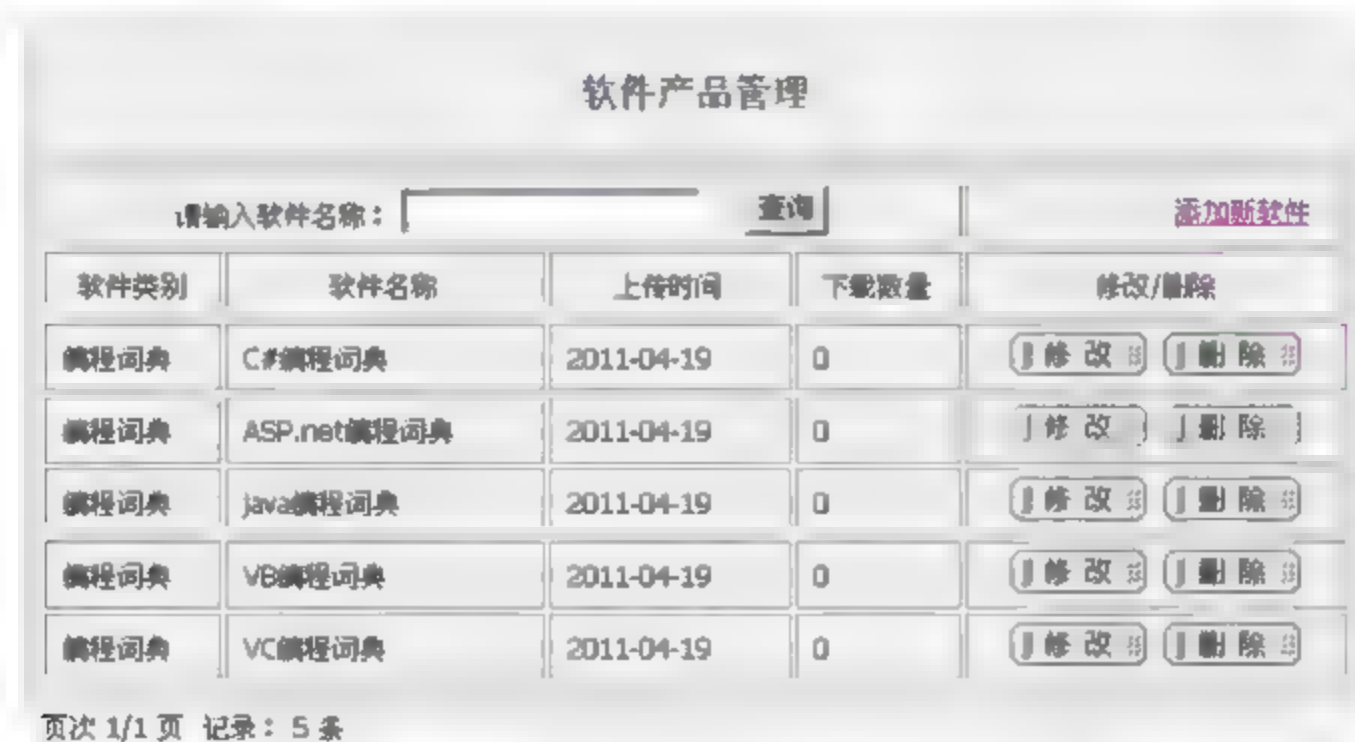 软件产品管理
请输入软件名称： 查询 添加新软件
软件类别 软件名称 上传时间 下载数量 修改/删除
编程词典 C#编程词典 2011-04-19 0 修 改 删 除
编程词典 ASP.net编程词典 2011-04-19 0 修 改 删 除
编程词典 java编程词典 2011-04-19 0 修 改 删 除
编程词典 VB编程词典 2011-04-19 0 修 改 删 除
编程词典 VC编程词典 2011-04-19 0 修 改 删 除
页次 1/1 页 记录： 5 条